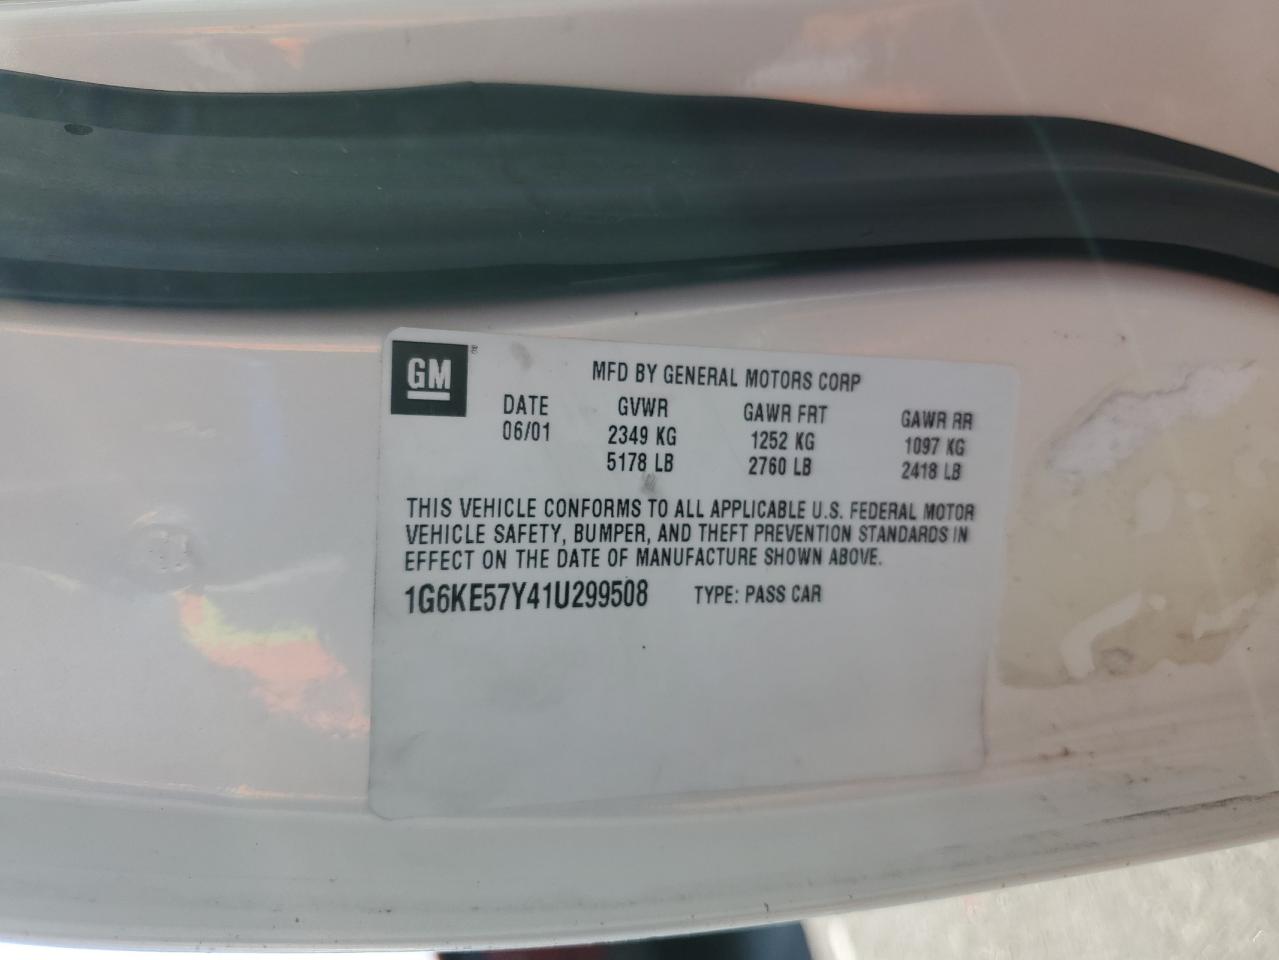 GM
MFD BY GENERAL MOTORS CORP
DATE GVWR GAWR FRT GAWR RR
06/01 2349 KG 1252 KG 1097 KG
5178 LB 2760 LB 2418 LB
THIS VEHICLE CONFORMS TO ALL APPLICABLE U.S. FEDERAL MOTOR
VEHICLE SAFETY, BUMPER, AND THEFT PREVENTION STANDARDS IN
EFFECT ON THE DATE OF MANUFACTURE SHOWN ABOVE.
1G6KE57Y41U299508 TYPE: PASS CAR